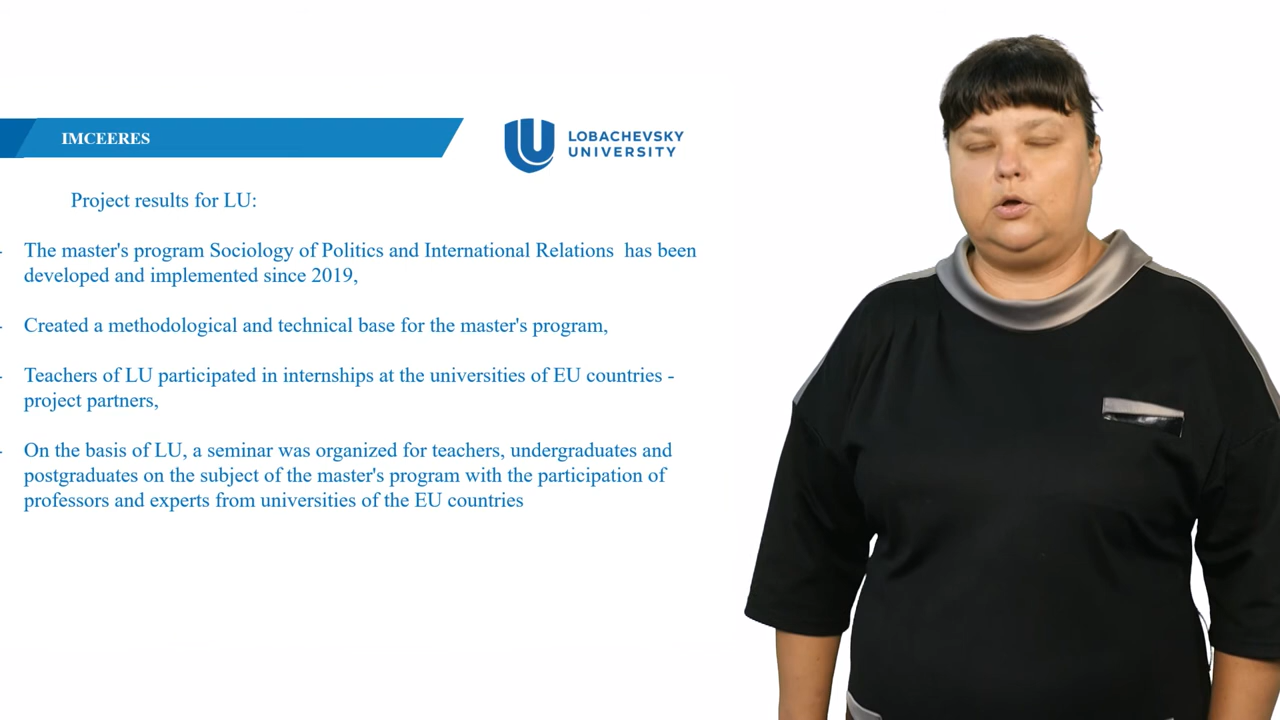 IMCEERES
LOBACHEVSKY
UNIVERSITY
Project results for LU:
- The master's program Sociology of Politics and International Relations has been
developed and implemented since 2019,
- Created a methodological and technical base for the master's program,
- Teachers of LU participated in internships at the universities of EU countries -
project partners,
- On the basis of LU, a seminar was organized for teachers, undergraduates and
postgraduates on the subject of the master's program with the participation of
professors and experts from universities of the EU countries